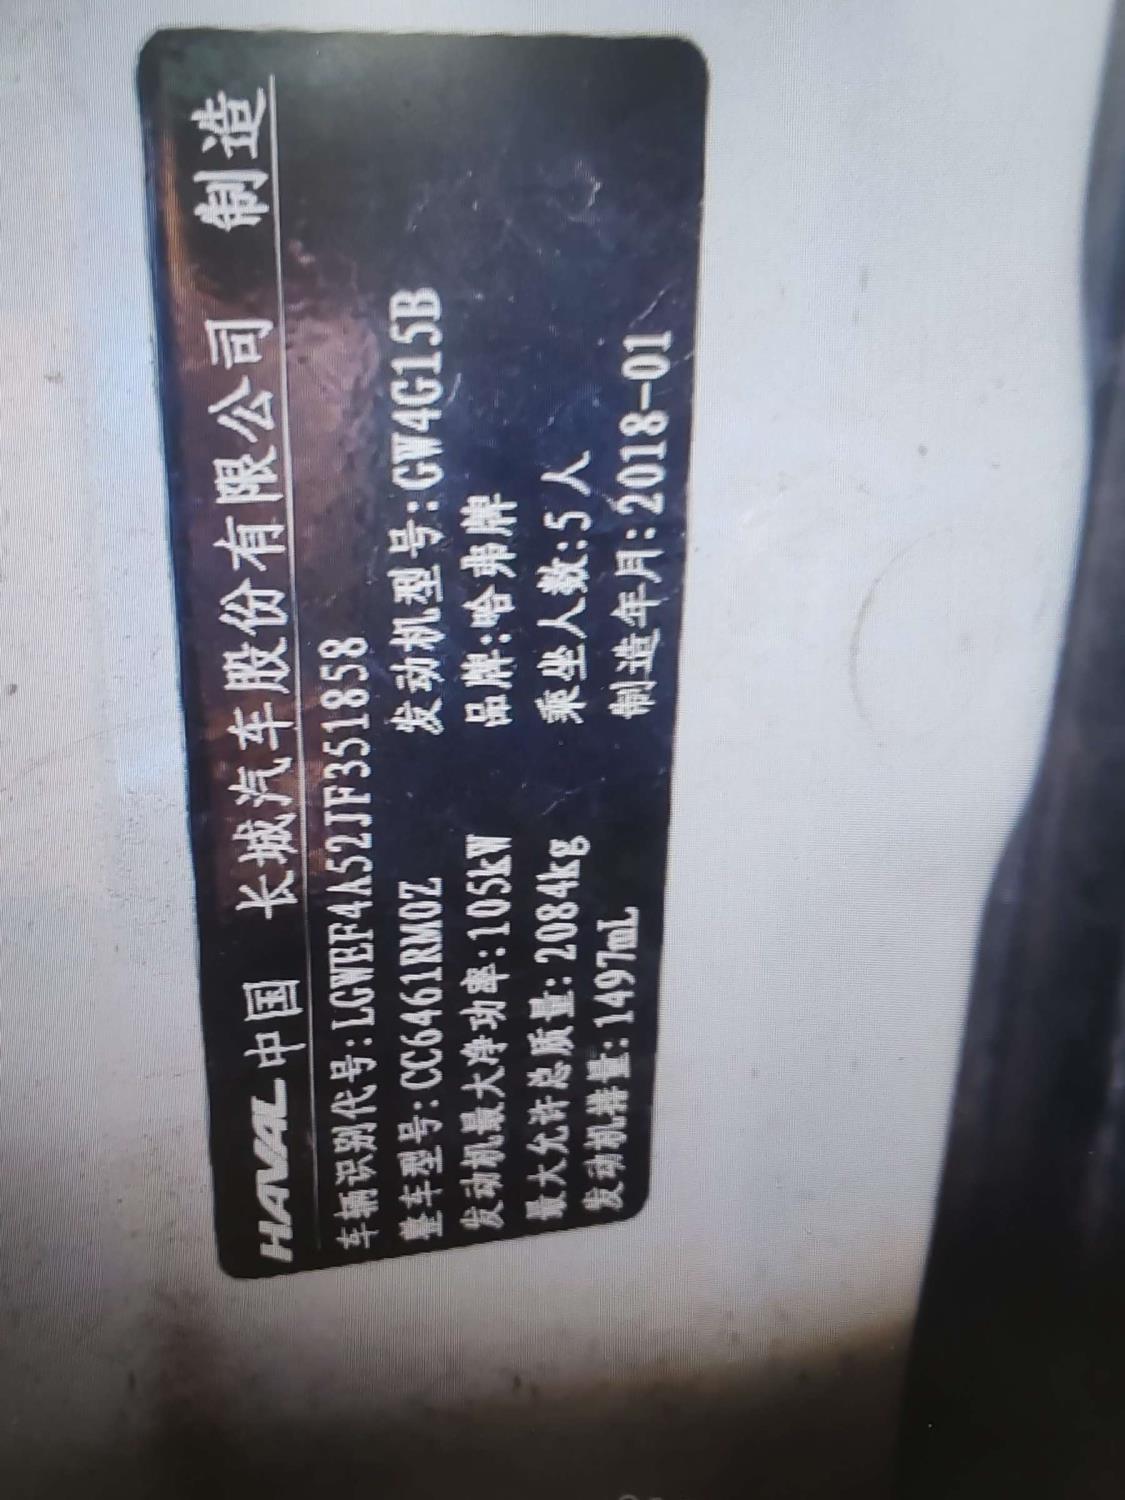 HAVAL 中国 长城汽车股份有限公司 制造
车辆识别代号:LGWEF4A52JF351858
整车型号:CC6461RM0Z 发动机型号:GW4G15B
发动机最大净功率:105kW 品牌:哈弗牌
最大允许总质量:2084kg 乘坐人数:5人
发动机排量:1497mL 制造年月:2018-01